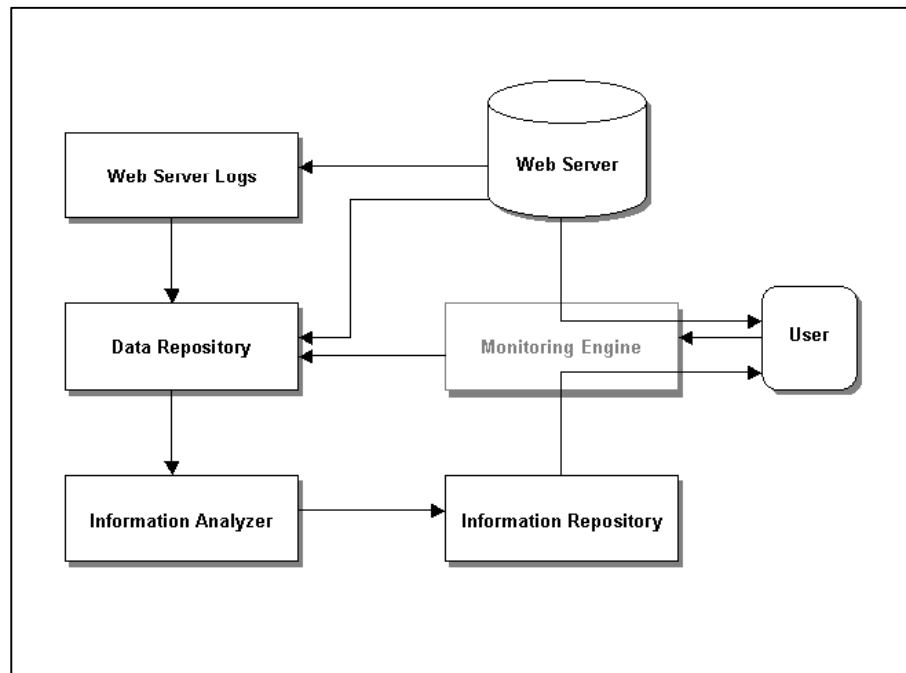 Web Server
Web Server Logs
Data Repository
Monitoring Engine
User
Information Analyzer
Information Repository